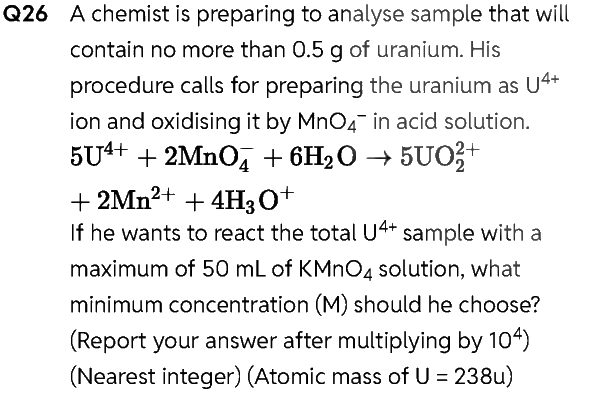 Q26 A chemist is preparing to analyse sample that will
contain no more than 0.5 g of uranium. His
procedure calls for preparing the uranium as U⁴⁺
ion and oxidising it by MnO₄⁻ in acid solution.
5U⁴⁺ + 2MnO₄⁻ + 6H₂O → 5UO₂²⁺
+ 2Mn²⁺ + 4H₃O⁺
If he wants to react the total U⁴⁺ sample with a
maximum of 50 mL of KMnO₄ solution, what
minimum concentration (M) should he choose?
(Report your answer after multiplying by 10⁴)
(Nearest integer) (Atomic mass of U = 238u)